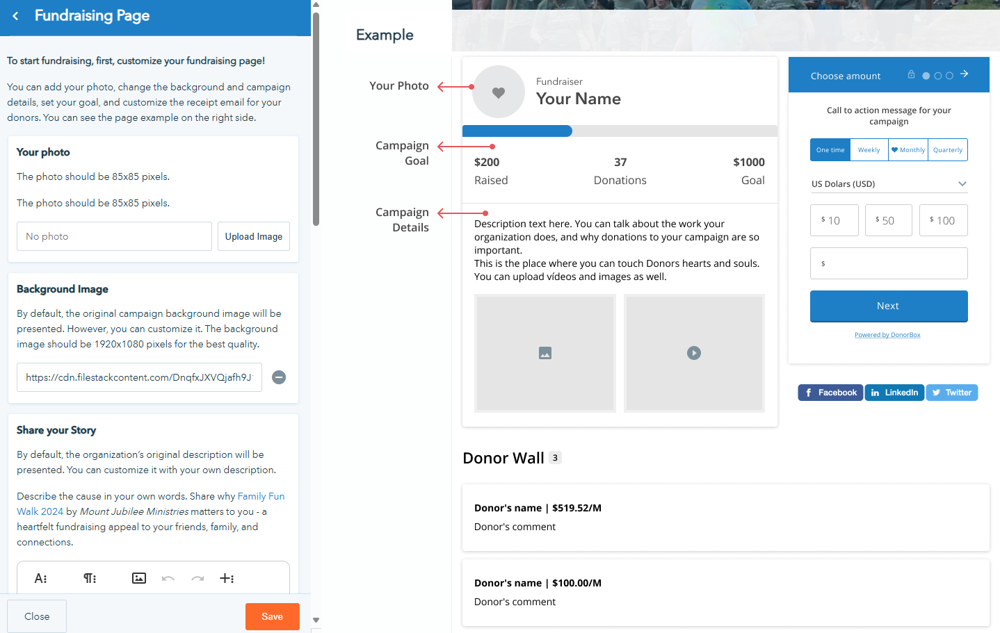 Fundraising Page
To start fundraising, first, customize your fundraising page!
You can add your photo, change the background and campaign
details, set your goal, and customize the receipt email for your
donors. You can see the page example on the right side.
Your photo
The photo should be 85x85 pixels.
The photo should be 85x85 pixels.
No photo
Upload Image
Background Image
By default, the original campaign background image will be
presented. However, you can customize it. The background
image should be 1920x1080 pixels for the best quality.
https://cdn.filestackcontent.com/DnqfxJXVQjafh9J
Share your Story
By default, the organization's original description will be
presented. You can customize it with your own description.
Describe the cause in your own words. Share why Family Fun
Walk 2024 by Mount Jubilee Ministries matters to you - a
heartfelt fundraising appeal to your friends, family, and
connections.
Close
Save
Example
Your Photo
Campaign
Goal
Campaign
Details
Fundraiser
Your Name
$200
Raised
37
Donations
$1000
Goal
Description text here. You can talk about the work your
organization does, and why donations to your campaign are so
important.
This is the place where you can touch Donors hearts and souls.
You can upload vídeos and images as well.
Choose amount
Call to action message for your
campaign
One time
Weekly
Monthly
Quarterly
US Dolars (USD)
$ 10
$ 50
$ 100
$
Next
Powered by DonorBox
Facebook
LinkedIn
Twitter
Donor Wall 3
Donor's name | $519.52/M
Donor's comment
Donor's name | $100.00/M
Donor's comment